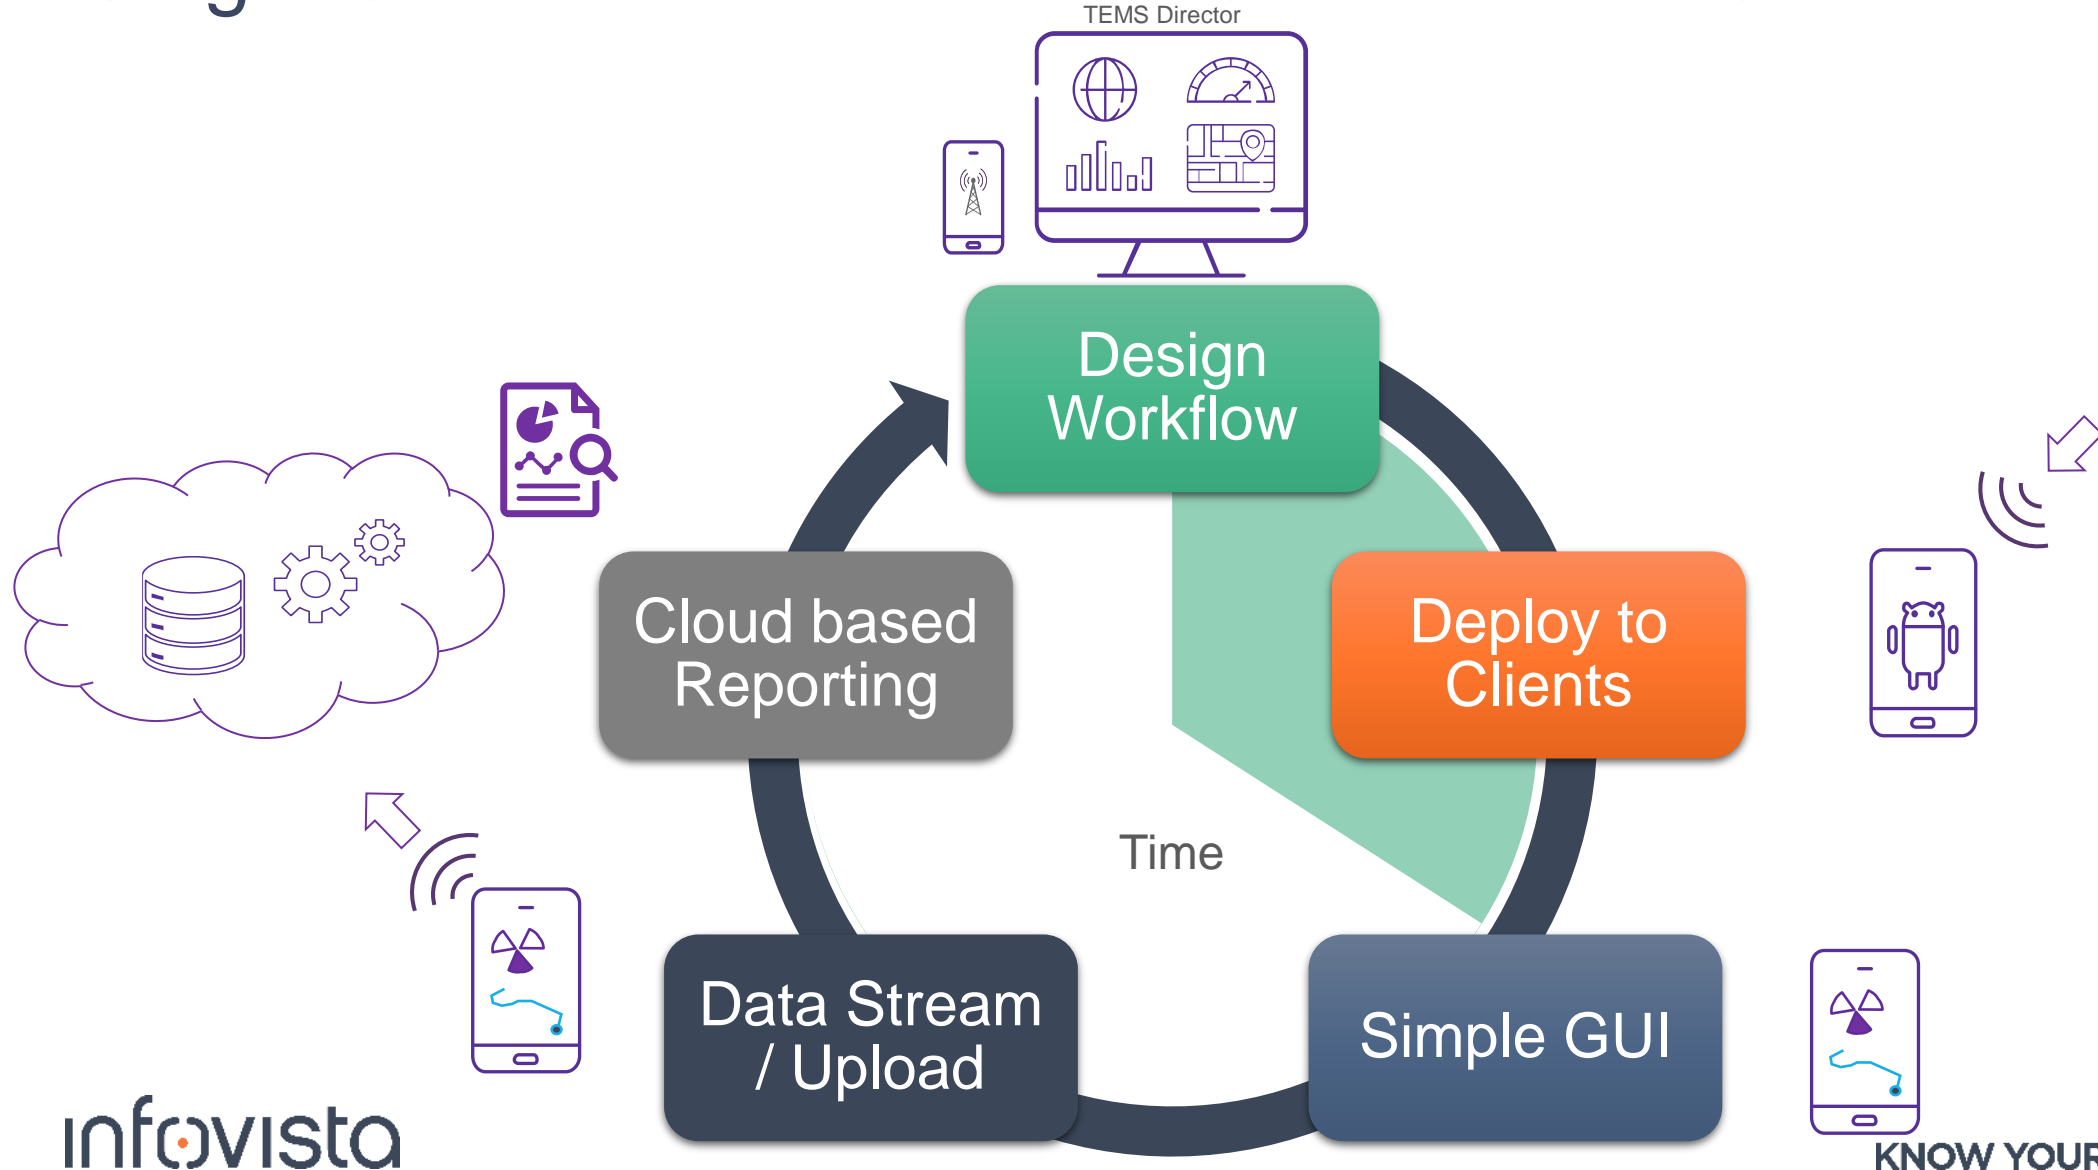 TEMS Director
Design
Workflow
Cloud based
Reporting
Deploy to
Clients
Time
Data Stream
/ Upload
Simple GUI
infovista
KNOW YOUR